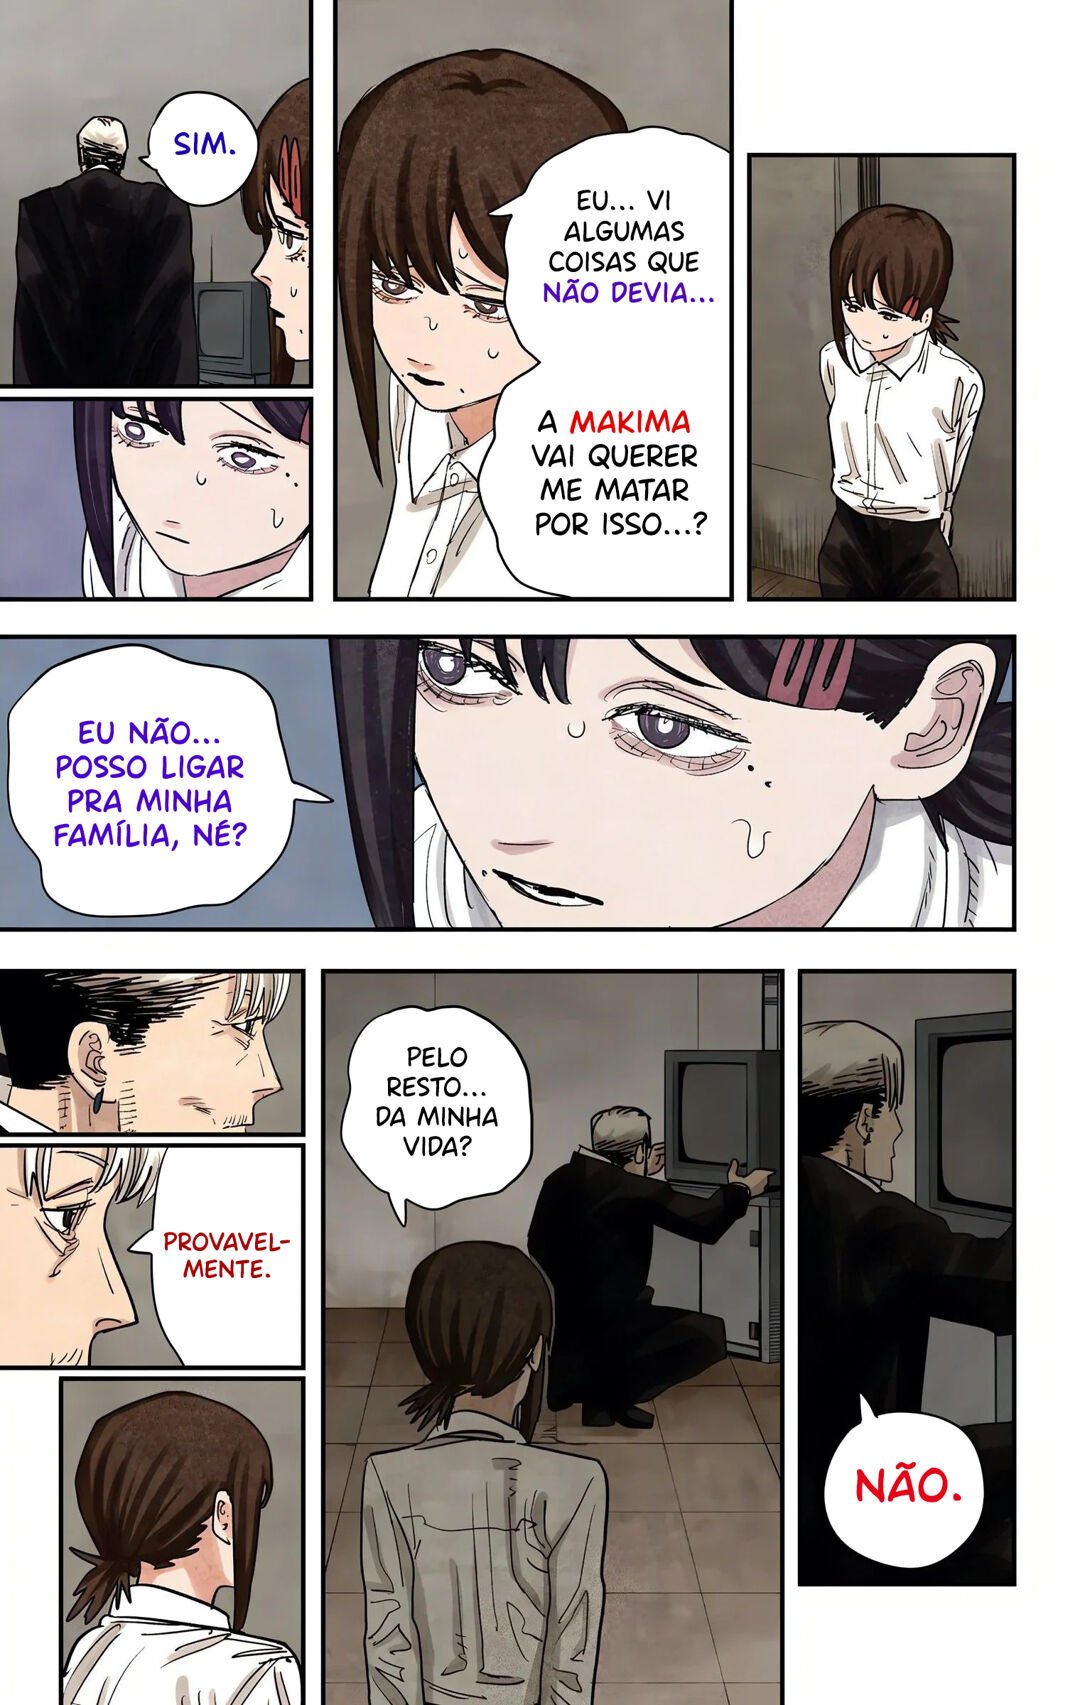 EU... VI
ALGUMAS
COISAS QUE
NÃO DEVIA...
A MAKIMA
VAI QUERER
ME MATAR
POR ISSO...?
SIM.
EU NÃO...
POSSO LIGAR
PRA MINHA
FAMÍLIA, NÉ?
NÃO.
PELO
RESTO...
DA MINHA
VIDA?
PROVAVEL-
MENTE.